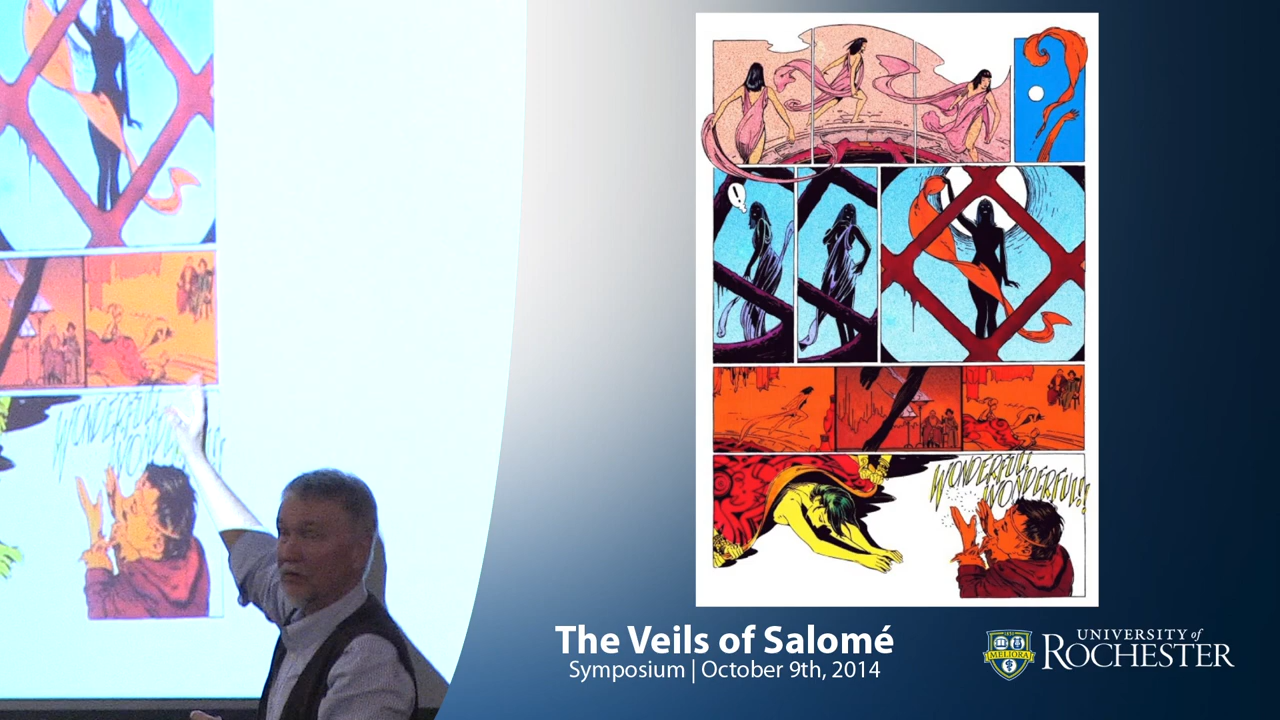 WONDERFUL!
WONDERFUL!!
!
WONDERFUL!!
WONDERFUL!!
The Veils of Salomé
Symposium | October 9th, 2014
MELIORA
UNIVERSITY of
ROCHESTER